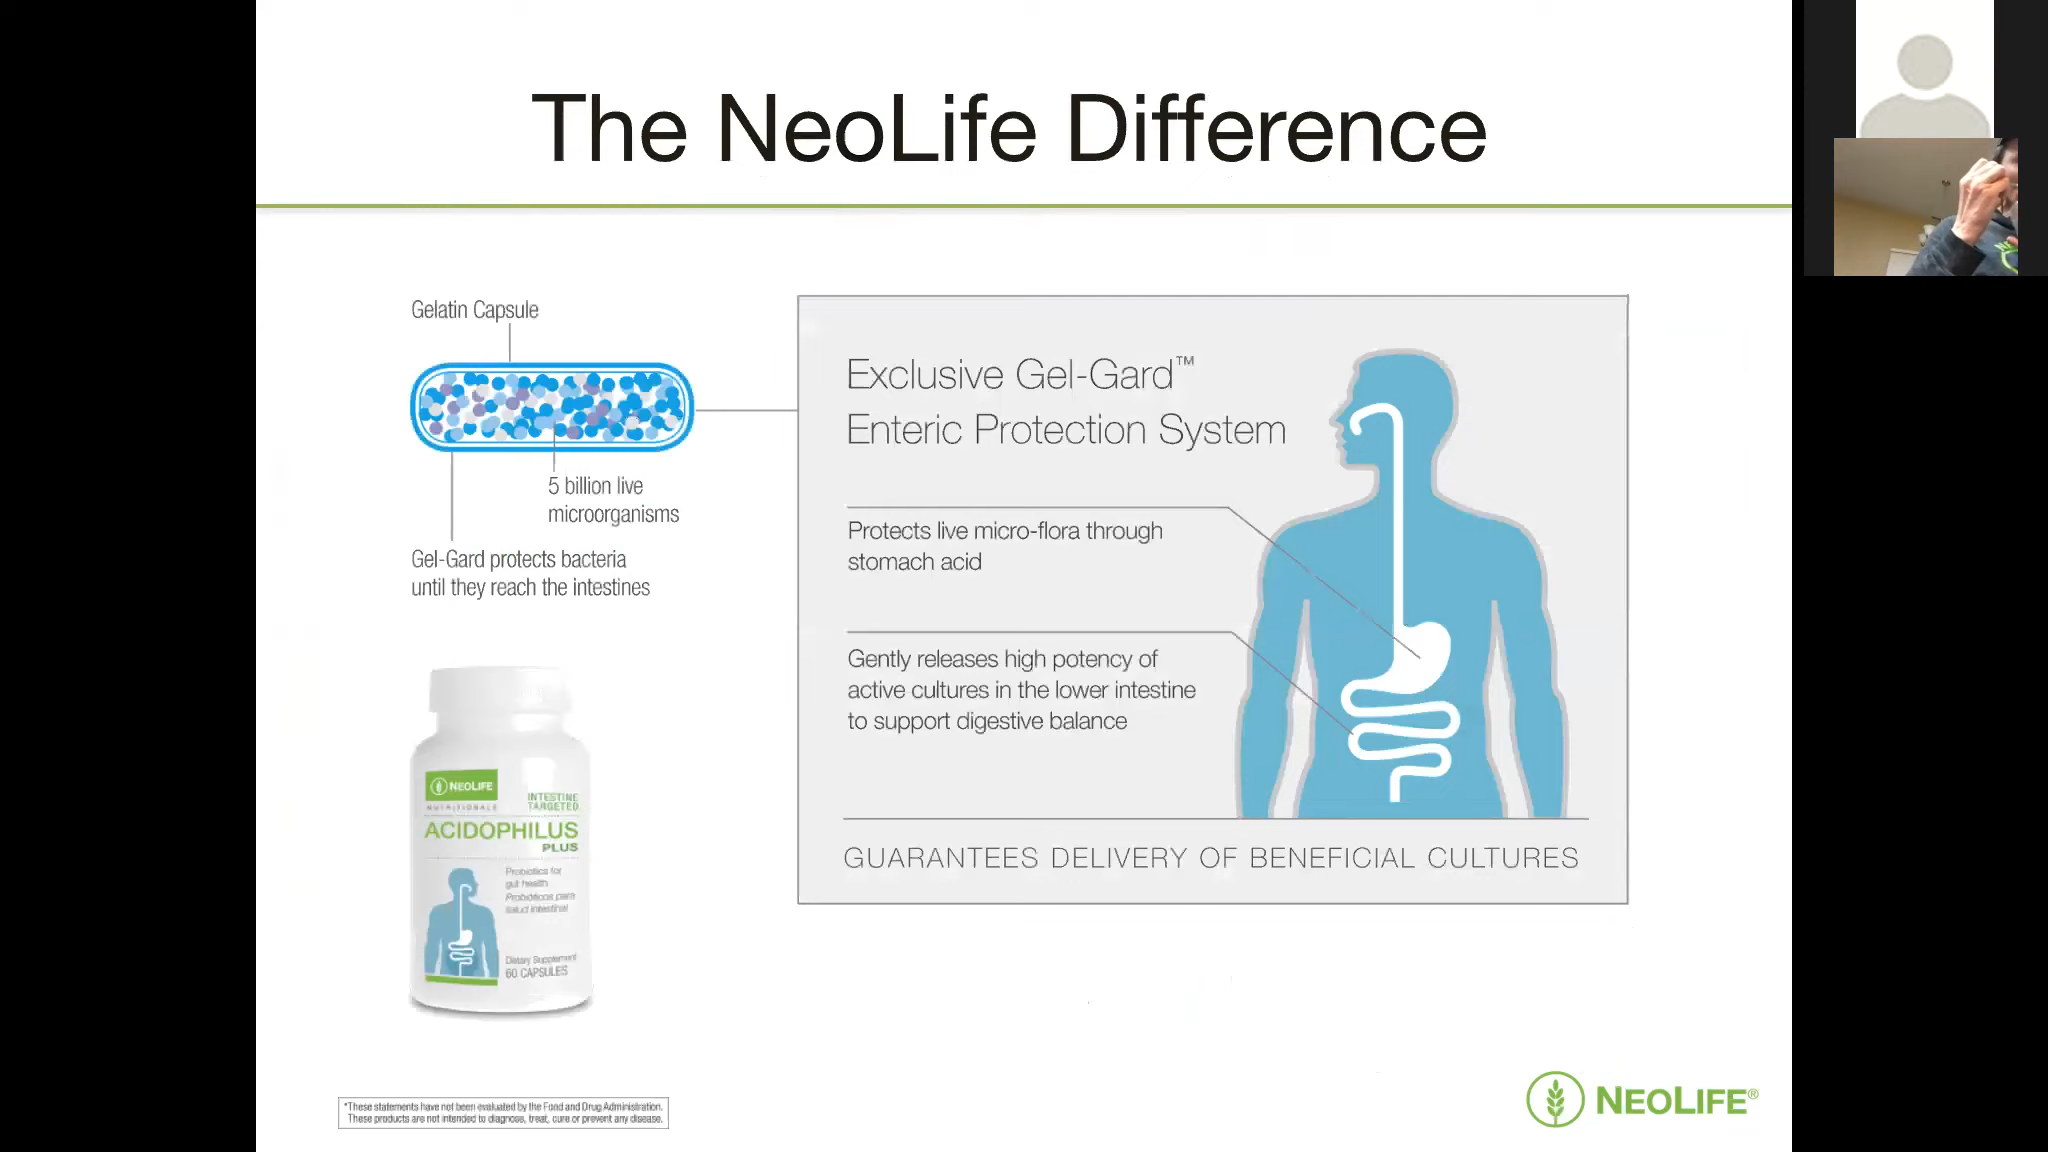 The NeoLife Difference
Gelatin Capsule
5 billion live
microorganisms
Gel-Gard protects bacteria
until they reach the intestines
Exclusive Gel-Gard™
Enteric Protection System
Protects live micro-flora through
stomach acid
Gently releases high potency of
active cultures in the lower intestine
to support digestive balance
GUARANTEES DELIVERY OF BENEFICIAL CULTURES
NEOLIFE
NUTRITIONALS
INTESTINE
TARGETED
ACIDOPHILUS
PLUS
Probiotics for
gut health
Probióticos para
salud intestinal
Dietary Supplement
60 CAPSULES
*These statements have not been evaluated by the Food and Drug Administration.
These products are not intended to diagnose, treat, cure or prevent any disease.
NEOLIFE®